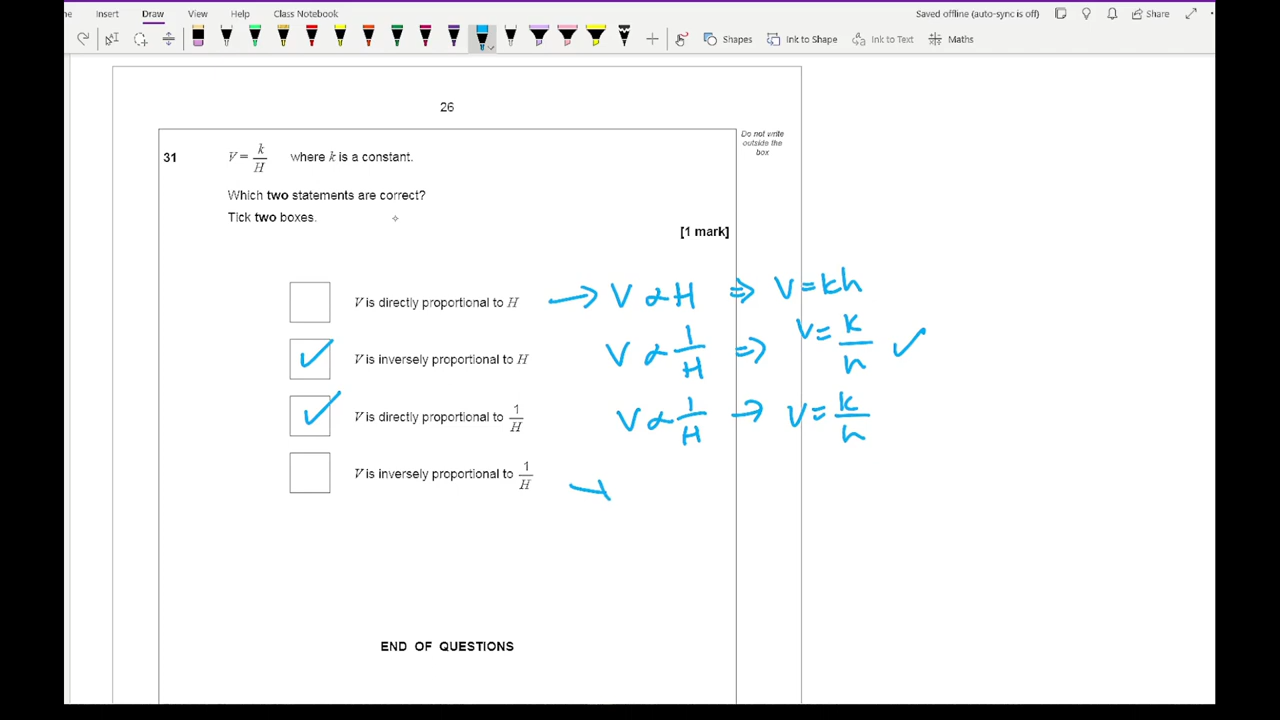 me Insert Draw View Help Class Notebook Saved offline (auto-sync is off) Share
Shapes Ink to Shape Ink to Text Maths
26
Do not write
outside the
box
31 V = k/H where k is a constant.
Which two statements are correct?
Tick two boxes.
[1 mark]
V is directly proportional to H → V ∝ H ⇒ V = kh
✓ V is inversely proportional to H V ∝ 1/H ⇒ V = k/h ✓
✓ V is directly proportional to 1/H V ∝ 1/H → V = k/h
V is inversely proportional to 1/H →
END OF QUESTIONS